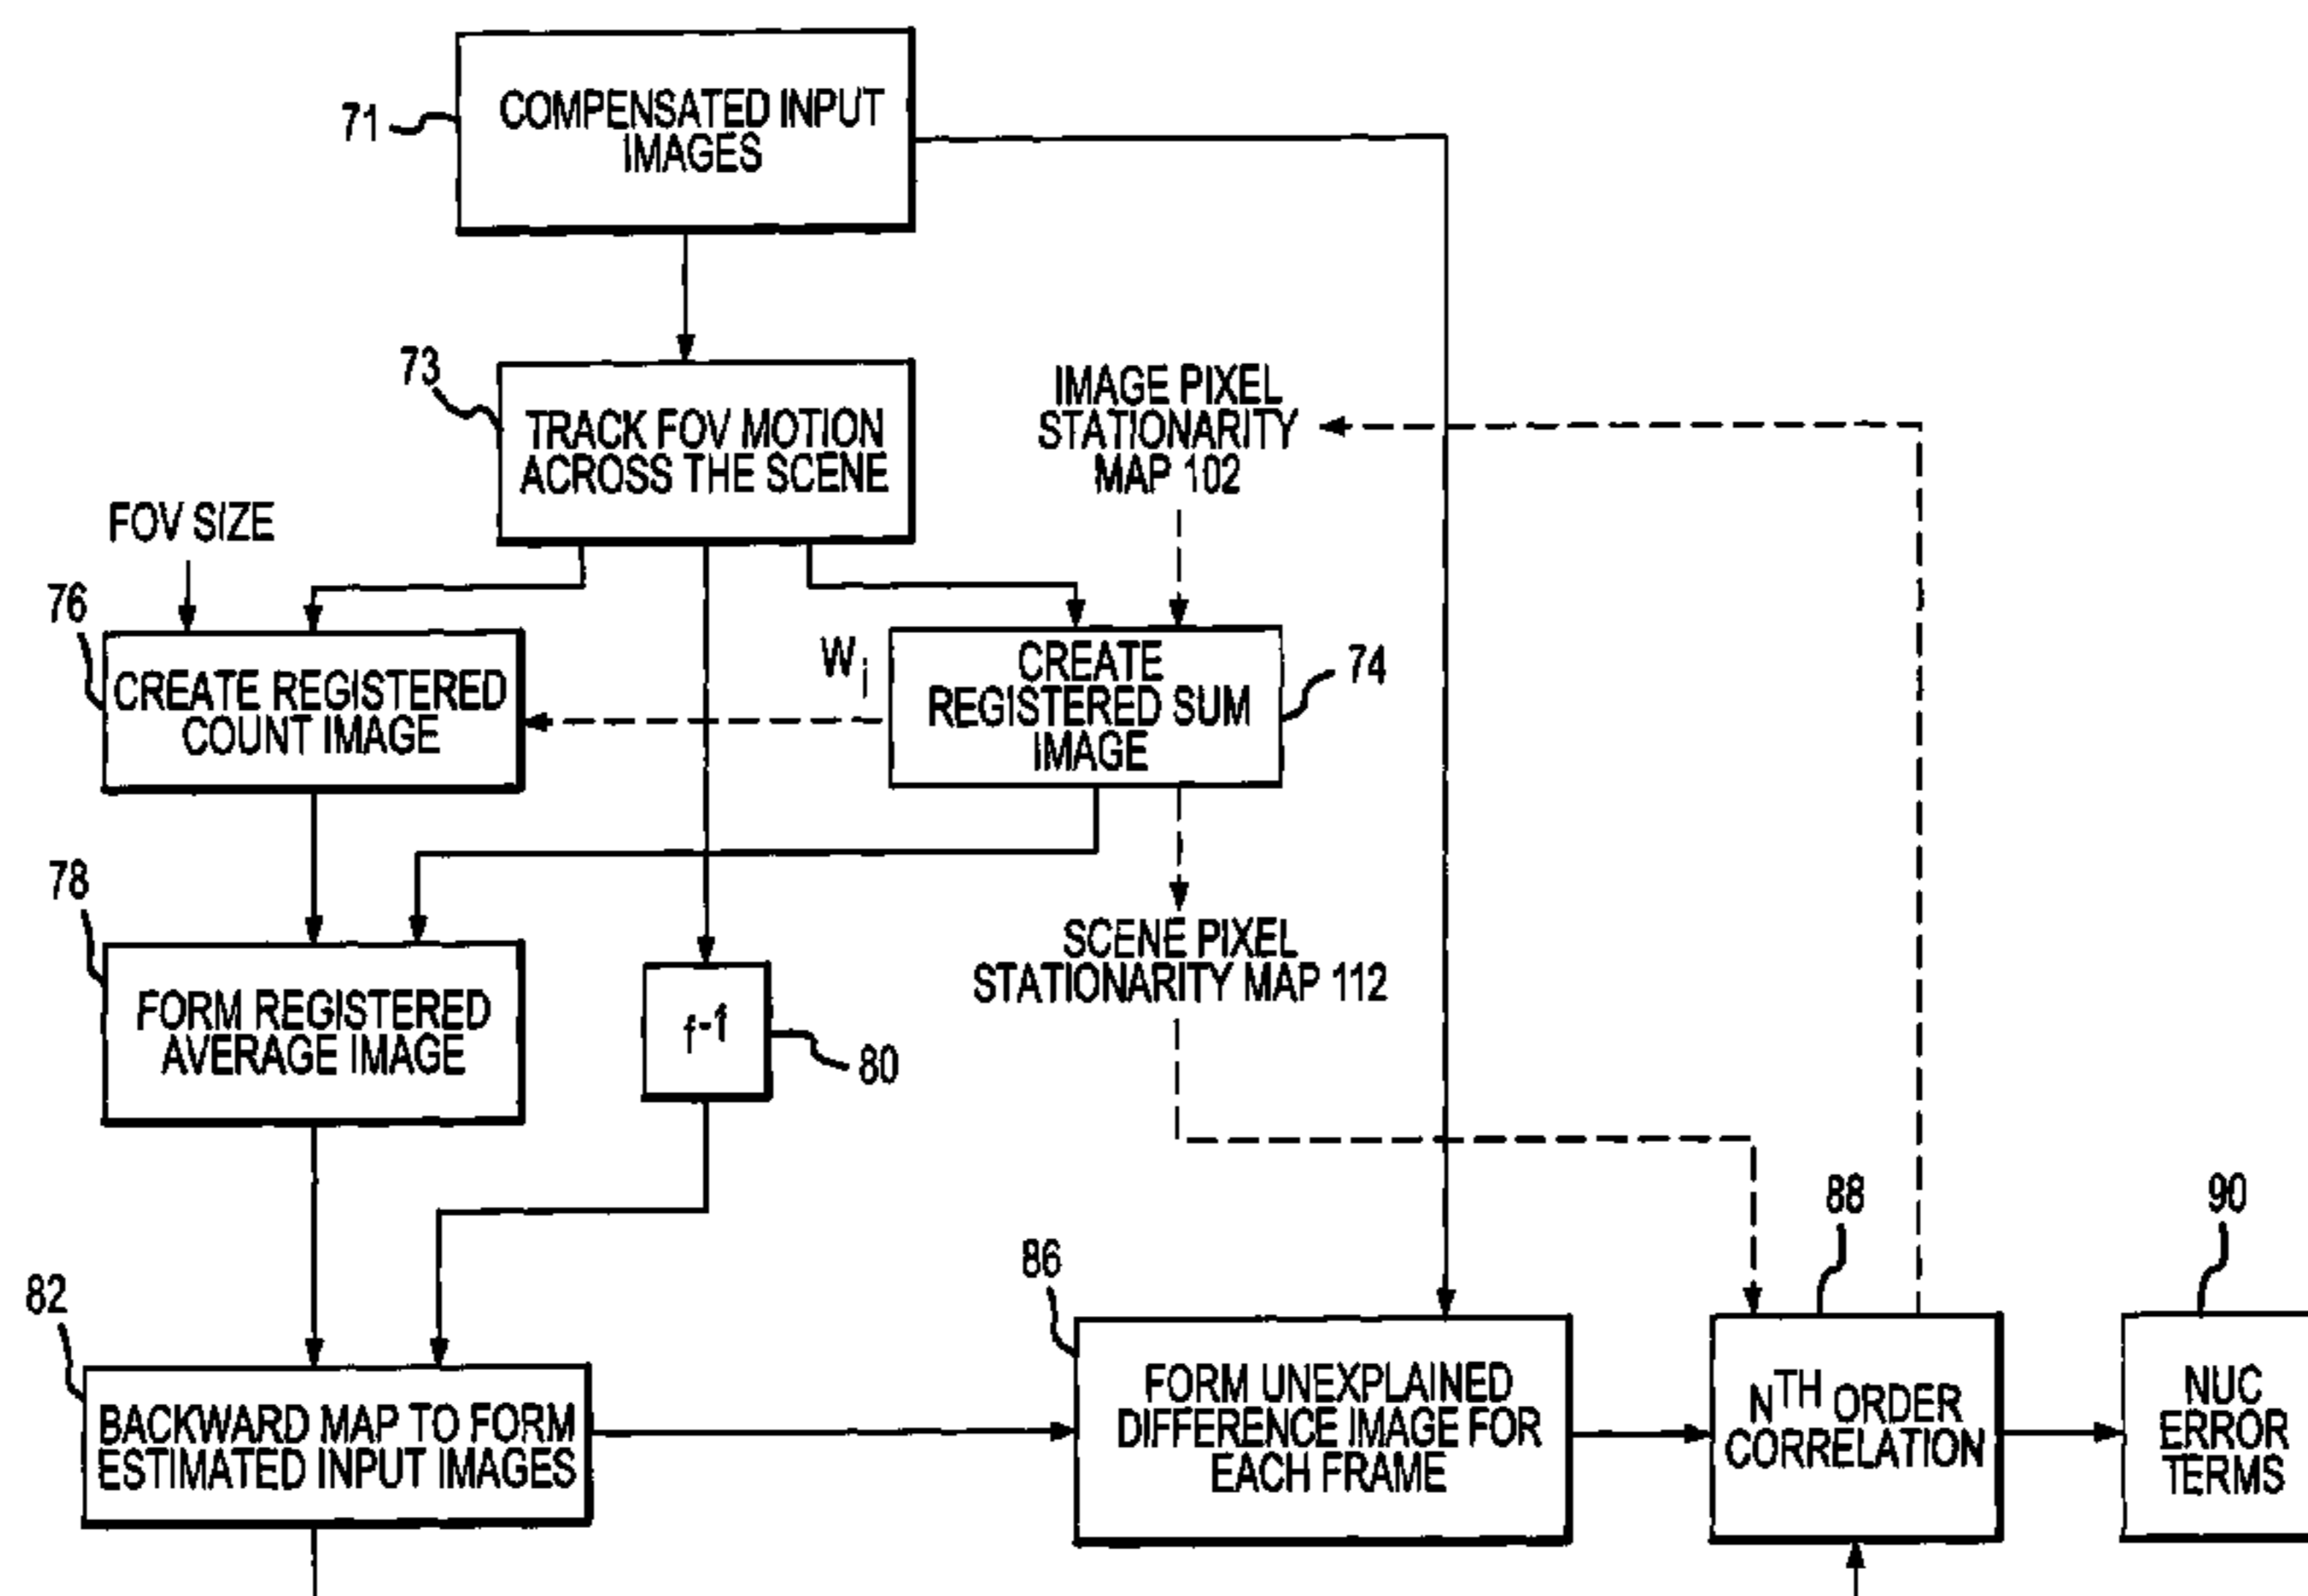 71
COMPENSATED INPUT
IMAGES
73
TRACK FOV MOTION
ACROSS THE SCENE
IMAGE PIXEL
STATIONARITY
MAP 102
FOV SIZE
76
CREATE REGISTERED
COUNT IMAGE
Wi
CREATE
REGISTERED SUM
IMAGE
74
78
FORM REGISTERED
AVERAGE IMAGE
f-1
80
SCENE PIXEL
STATIONARITY MAP 112
82
BACKWARD MAP TO FORM
ESTIMATED INPUT IMAGES
86
FORM UNEXPLAINED
DIFFERENCE IMAGE FOR
EACH FRAME
88
NTH ORDER
CORRELATION
90
NUC
ERROR
TERMS